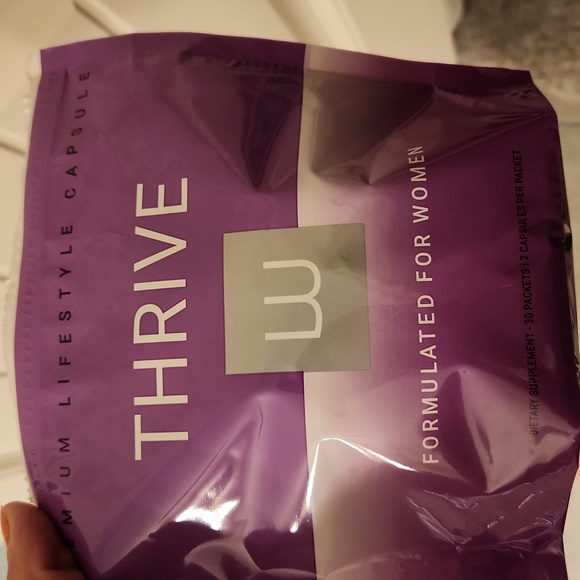 MIUM LIFESTYLE CAPSULE
THRIVE
W
FORMULATED FOR WOMEN
DIETARY SUPPLEMENT · 30 PACKETS | 2 CAPSULES PER PACKET